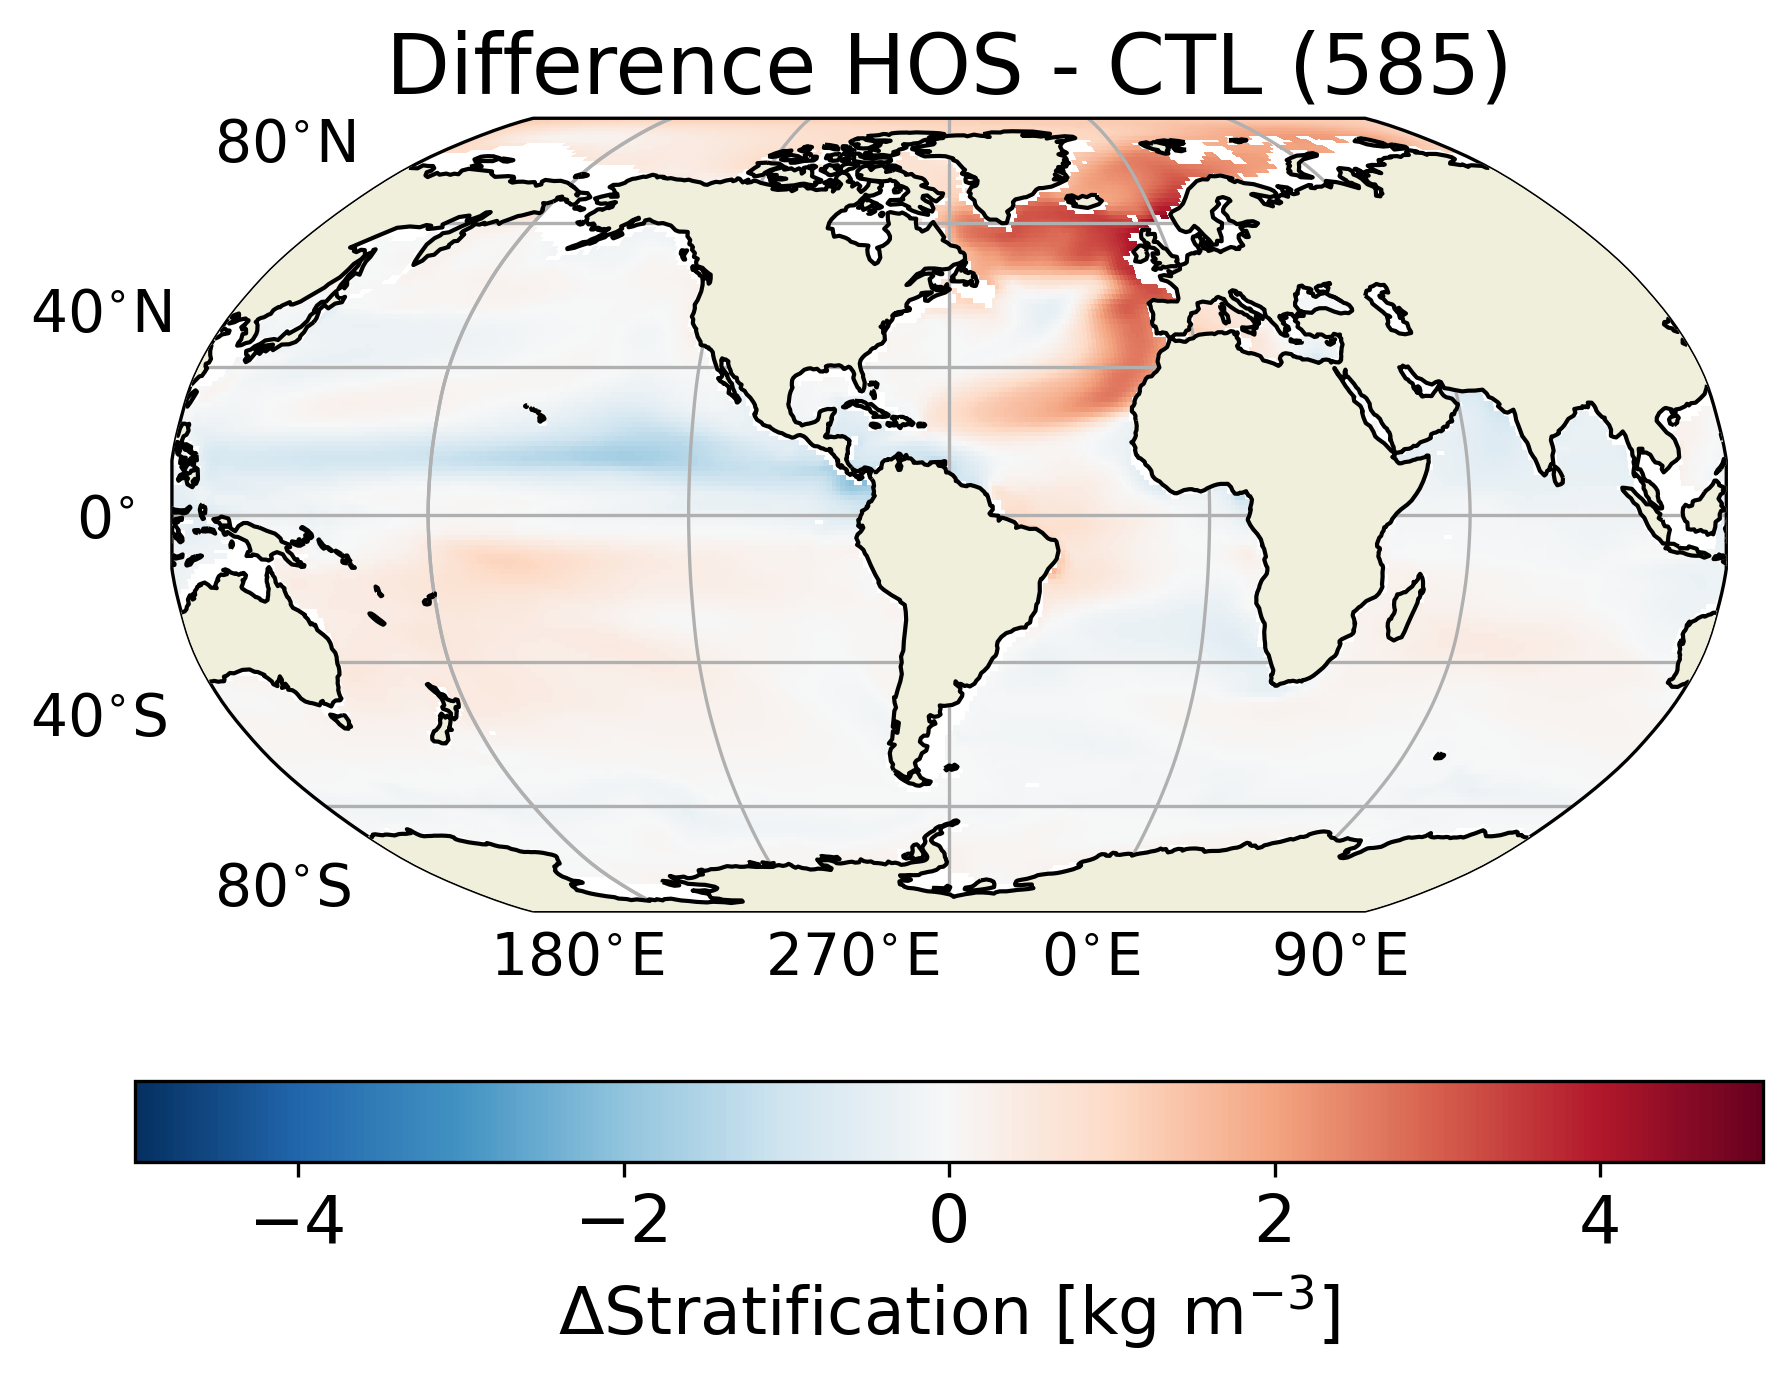 Difference HOS - CTL (585)
80°N
40°N
0°
40°S
80°S
180°E 270°E 0°E 90°E
−4 −2 0 2 4
ΔStratification [kg m⁻³]